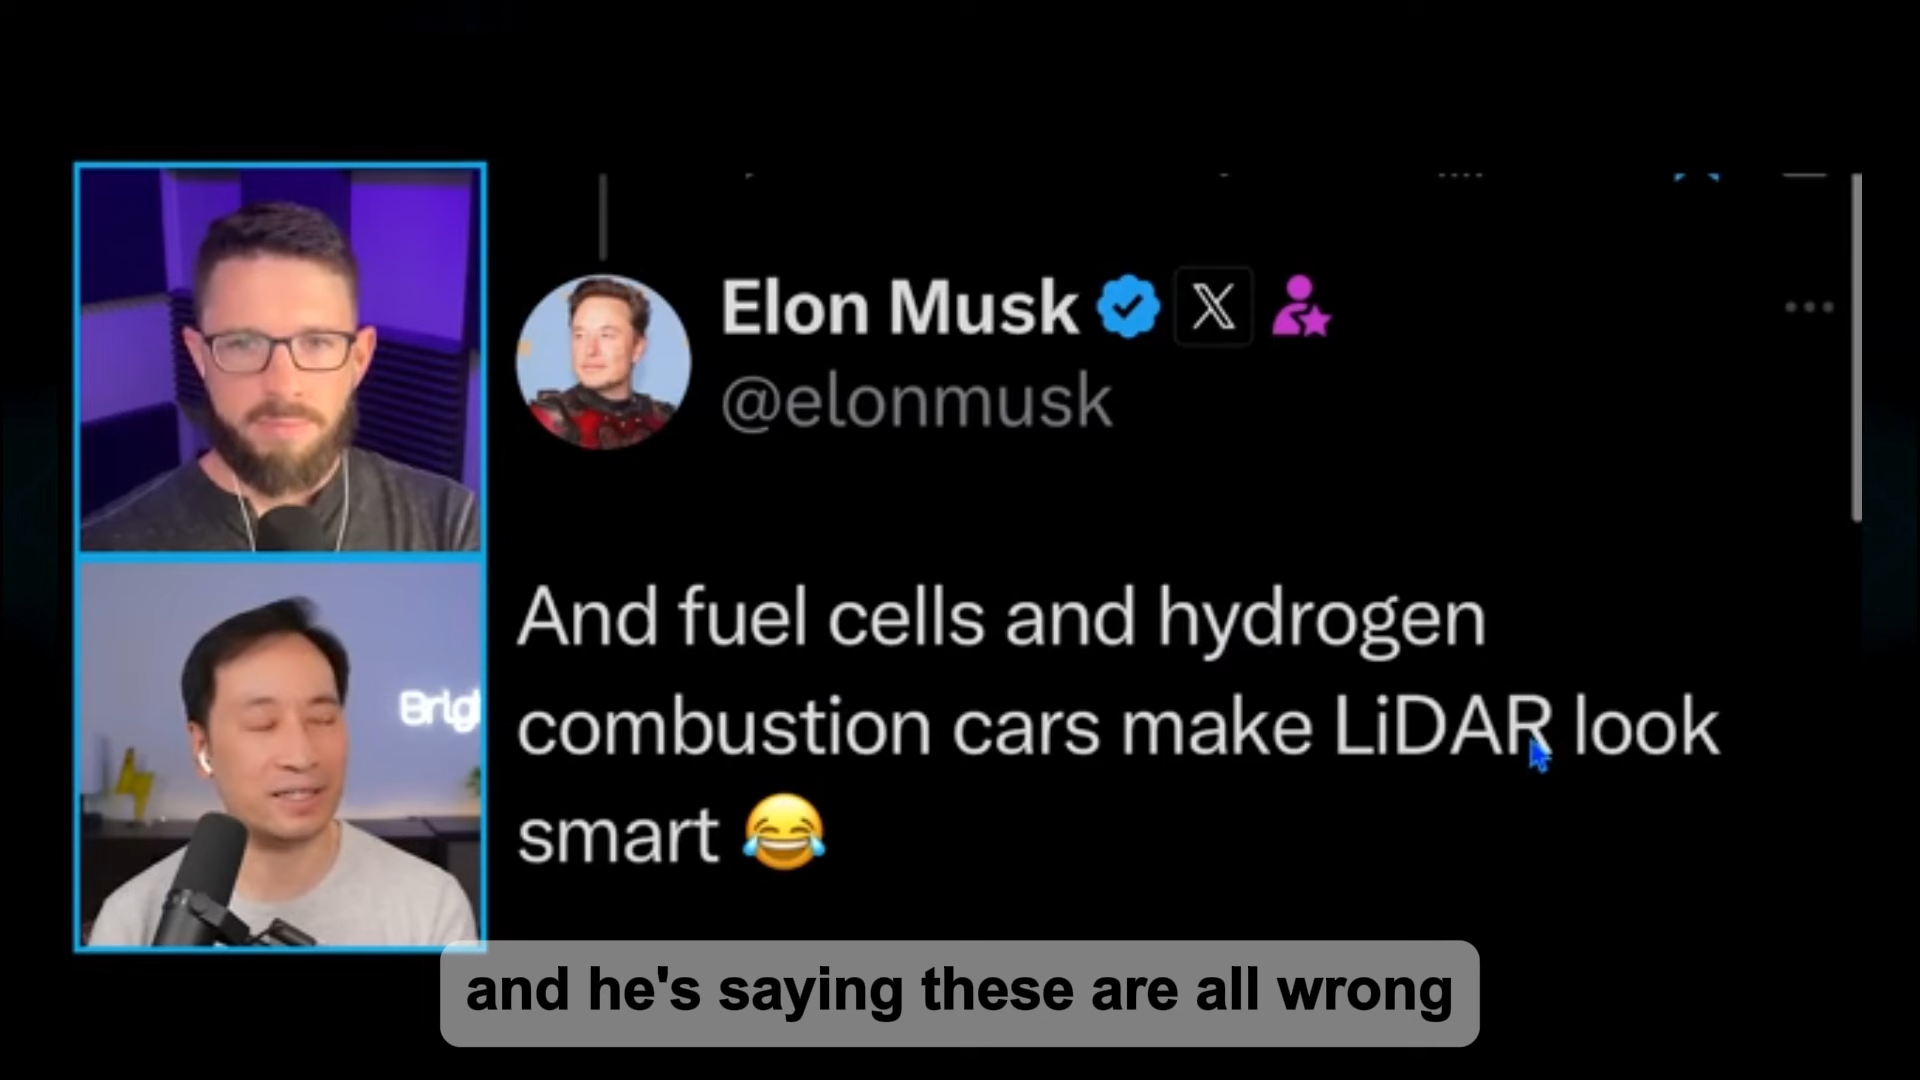 Elon Musk
@elonmusk
And fuel cells and hydrogen
combustion cars make LiDAR look
smart 😂
Brig
and he's saying these are all wrong